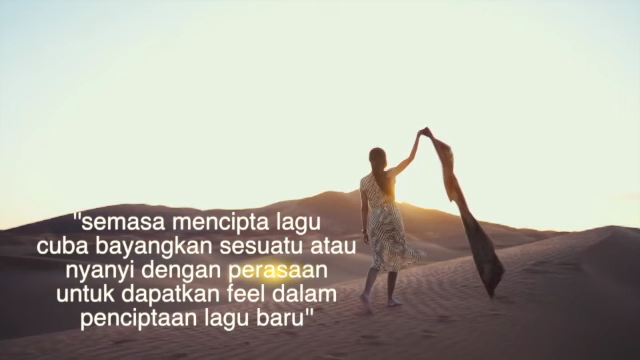 "semasa mencipta lagu
cuba bayangkan sesuatu atau
nyanyi dengan perasaan
untuk dapatkan feel dalam
penciptaan lagu baru"